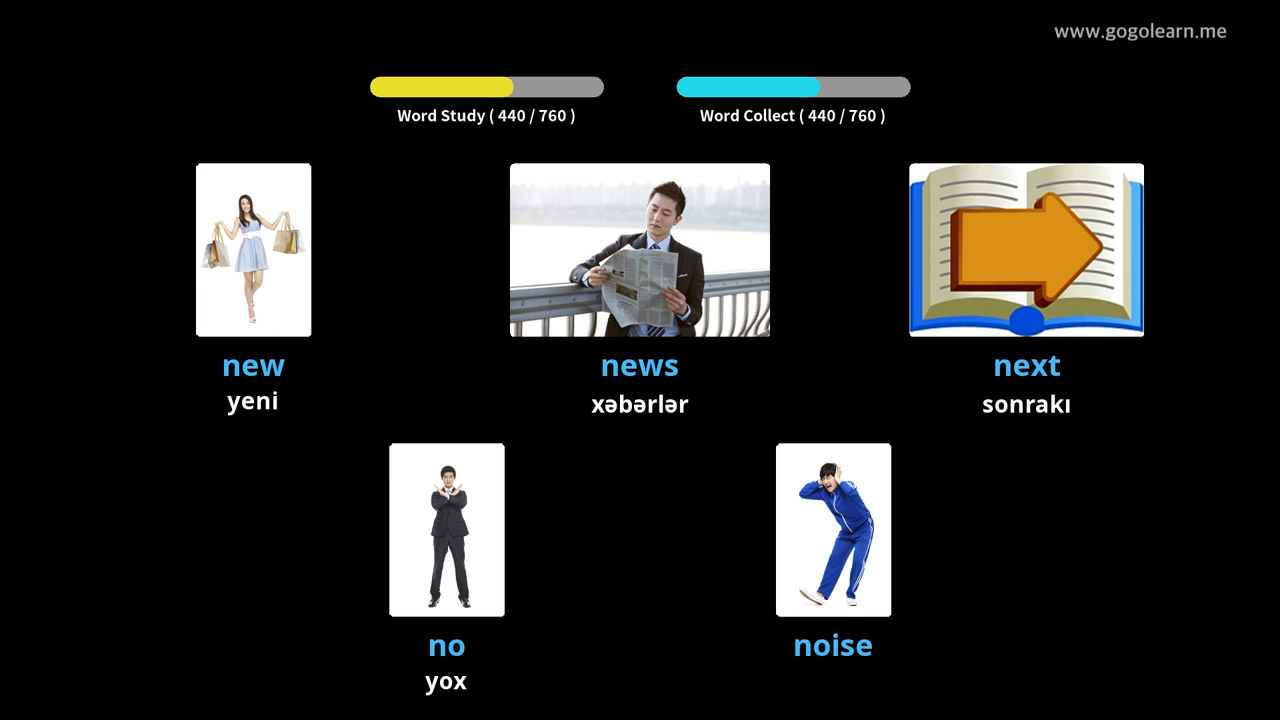 www.gogolearn.me
Word Study ( 440 / 760 )
Word Collect ( 440 / 760 )
new
yeni
news
xəbərlər
next
sonrakı
no
yox
noise